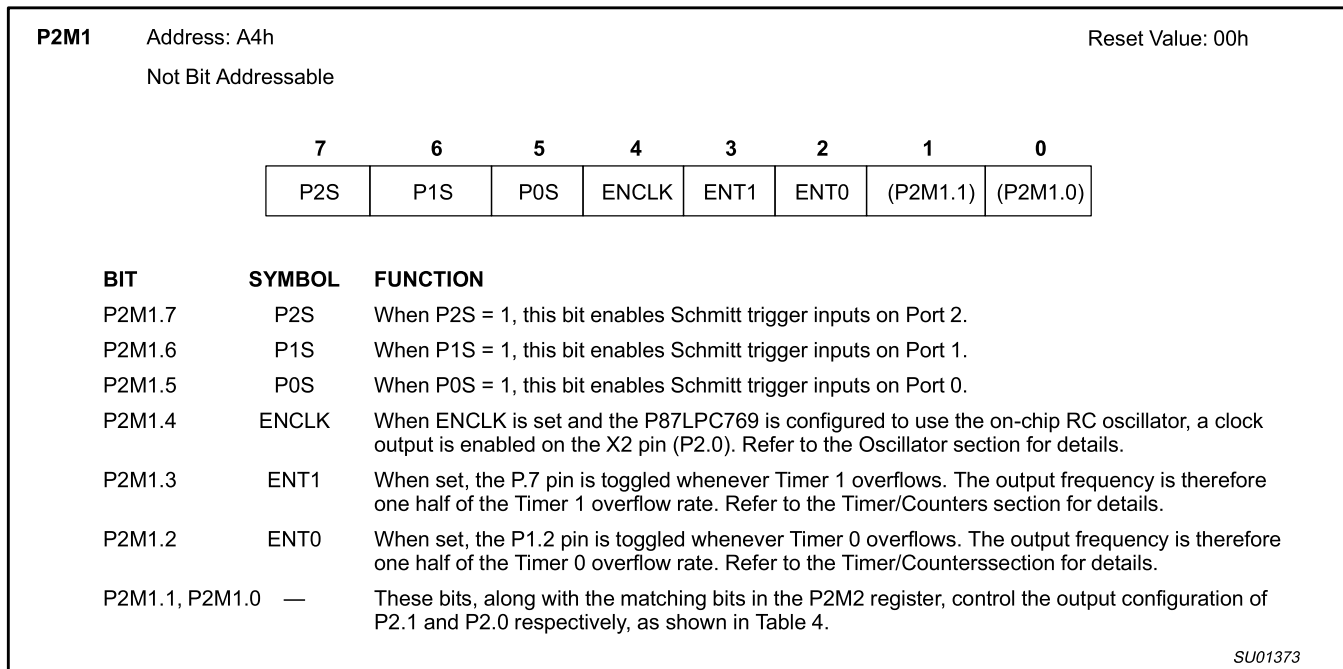 P2M1 Address: A4h Reset Value: 00h
Not Bit Addressable
7 6 5 4 3 2 1 0
P2S P1S P0S ENCLK ENT1 ENT0 (P2M1.1) (P2M1.0)
BIT SYMBOL FUNCTION
P2M1.7 P2S When P2S = 1, this bit enables Schmitt trigger inputs on Port 2.
P2M1.6 P1S When P1S = 1, this bit enables Schmitt trigger inputs on Port 1.
P2M1.5 P0S When P0S = 1, this bit enables Schmitt trigger inputs on Port 0.
P2M1.4 ENCLK When ENCLK is set and the P87LPC769 is configured to use the on-chip RC oscillator, a clock
output is enabled on the X2 pin (P2.0). Refer to the Oscillator section for details.
P2M1.3 ENT1 When set, the P.7 pin is toggled whenever Timer 1 overflows. The output frequency is therefore
one half of the Timer 1 overflow rate. Refer to the Timer/Counters section for details.
P2M1.2 ENT0 When set, the P1.2 pin is toggled whenever Timer 0 overflows. The output frequency is therefore
one half of the Timer 0 overflow rate. Refer to the Timer/Counterssection for details.
P2M1.1, P2M1.0 — These bits, along with the matching bits in the P2M2 register, control the output configuration of
P2.1 and P2.0 respectively, as shown in Table 4.
SU01373